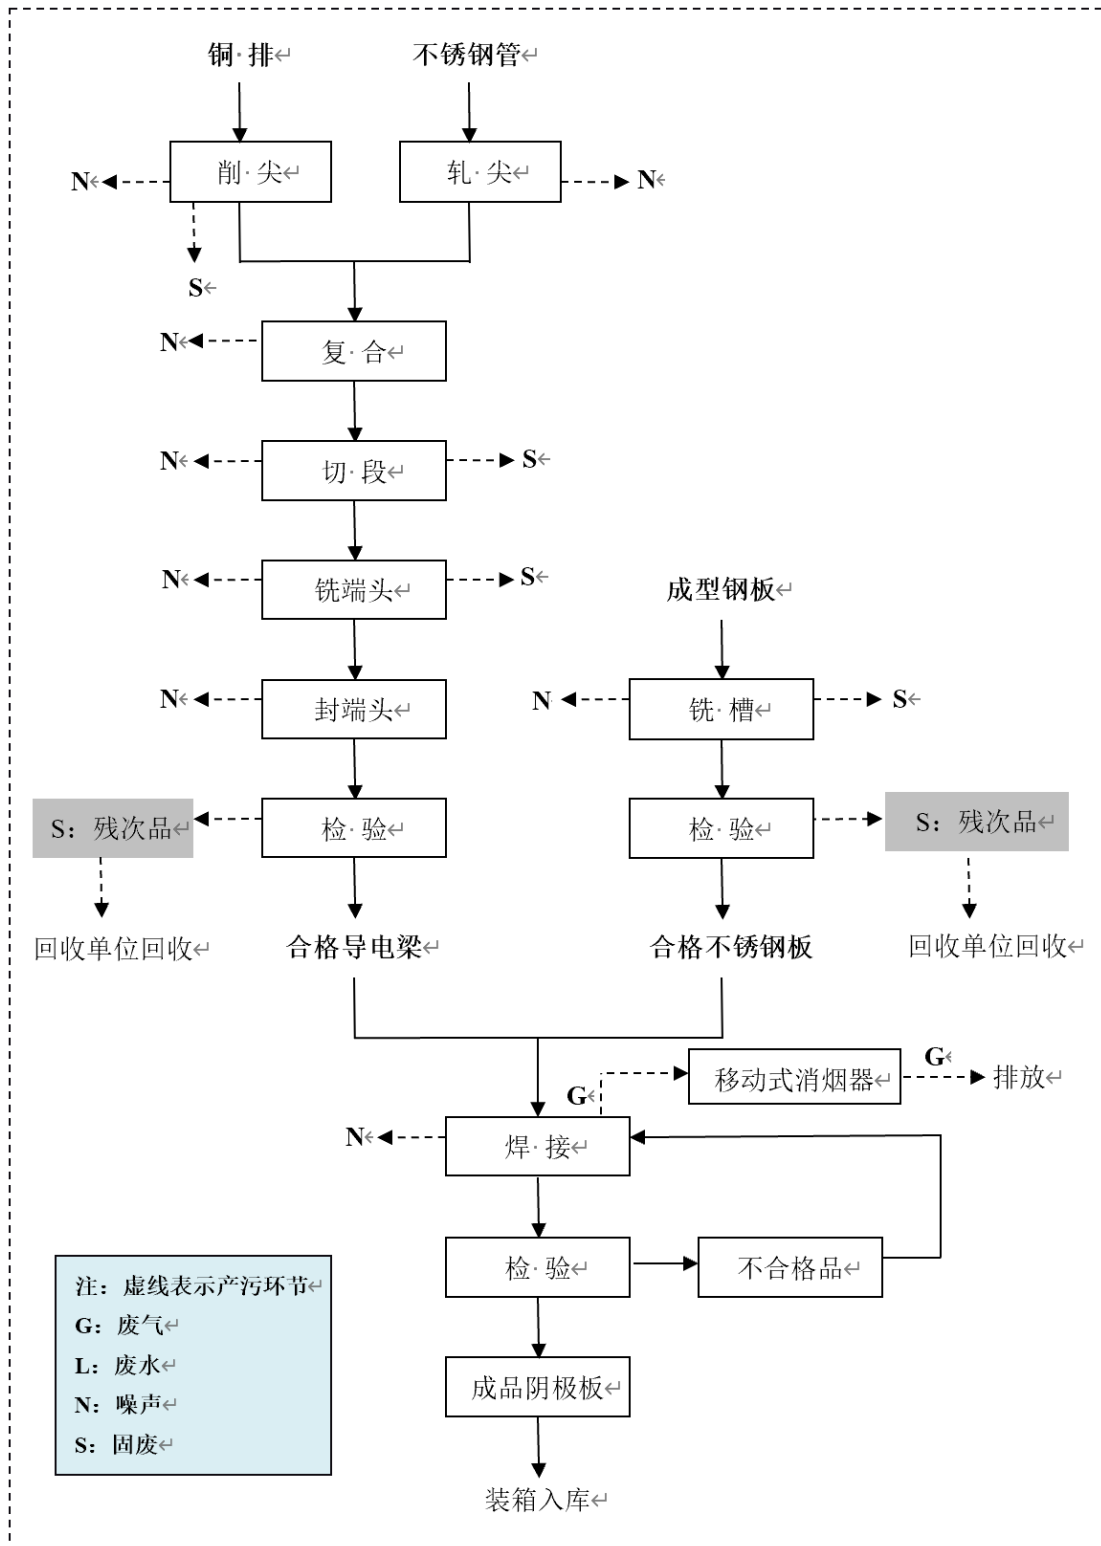 铜·排↵
不锈钢管↵
N←
削·尖↵
轧·尖↵
N←
S←
N←
复·合↵
N←
切·段↵
S←
N←
铣端头↵
S←
成型钢板↵
N←
封端头↵
N
铣·槽↵
S←
S：残次品↵
检·验↵
检·验↵
S：残次品↵
回收单位回收↵
合格导电梁↵
合格不锈钢板
回收单位回收↵
G←
移动式消烟器↵
G←
排放↵
N←
焊·接↵
检·验↵
不合格品↵
成品阴极板↵
装箱入库↵
注：虚线表示产污环节↵
G：废气↵
L：废水↵
N：噪声↵
S：固废↵